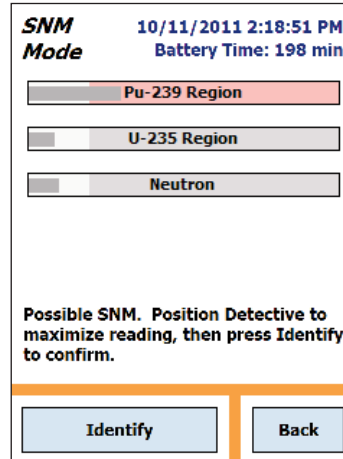 SNM Mode
10/11/2011 2:18:51 PM
Battery Time: 198 min
Pu-239 Region
U-235 Region
Neutron
Possible SNM. Position Detective to
maximize reading, then press Identify
to confirm.
Identify
Back